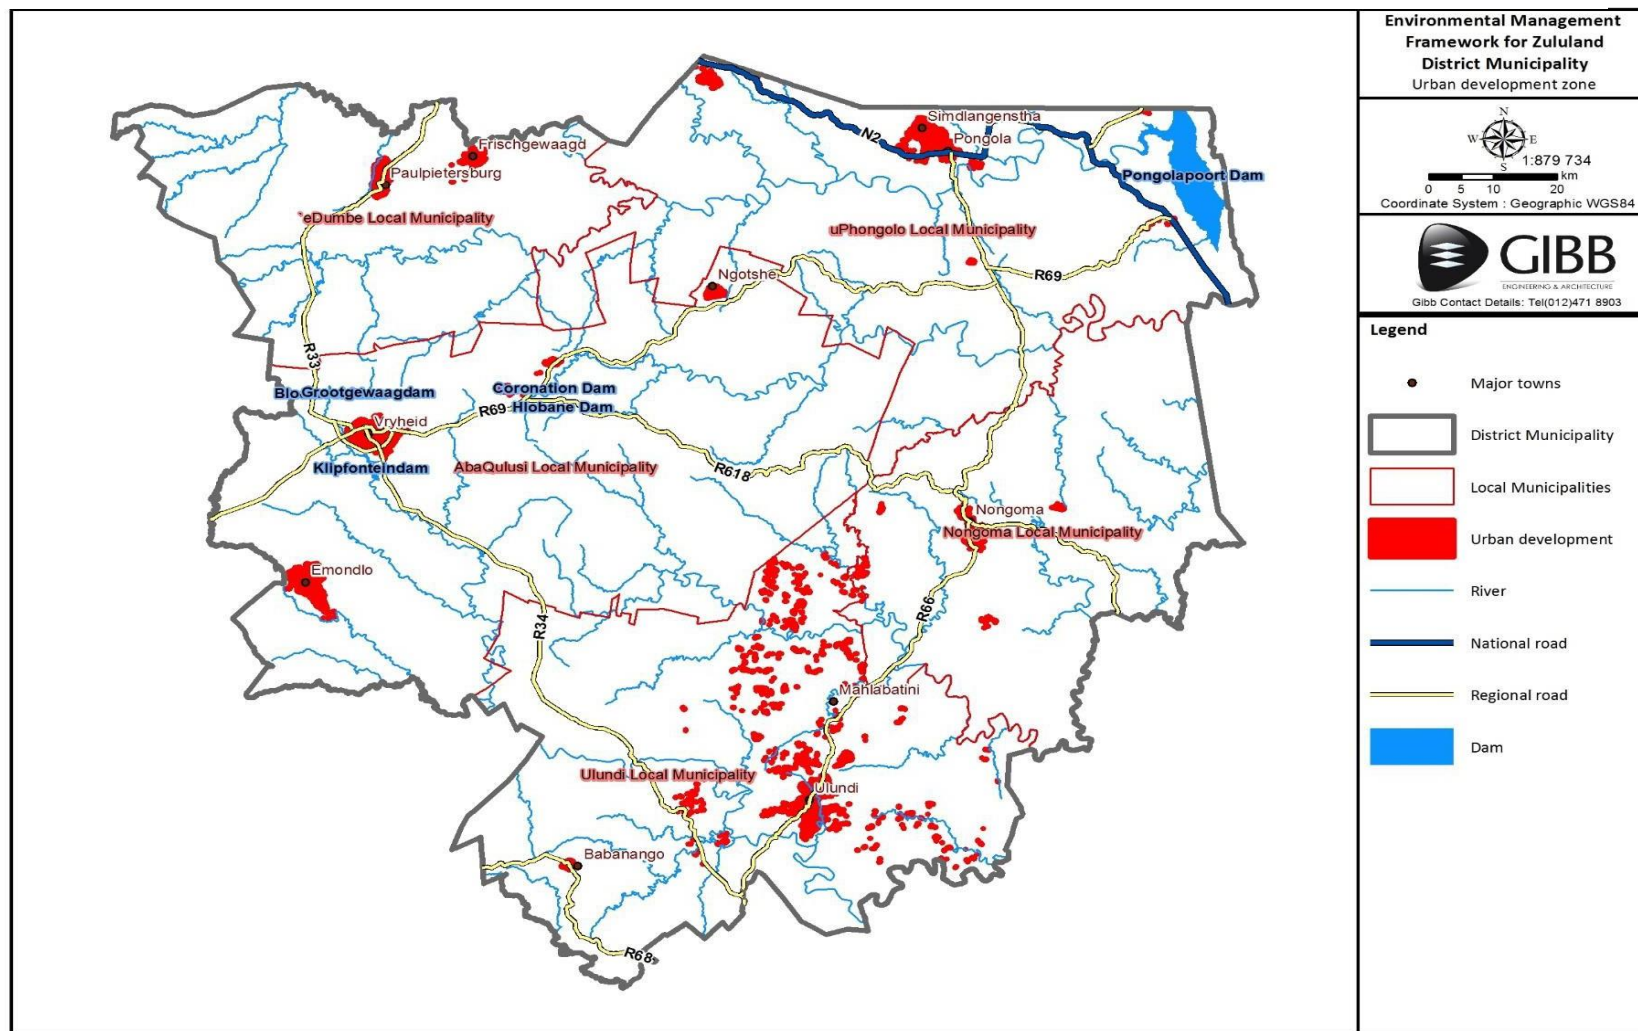 Environmental Management
Framework for Zululand
District Municipality
Urban development zone
N
W E
S
1:879 734
km
0 5 10 20
Coordinate System : Geographic WGS84
GIBB
ENGINEERING & ARCHITECTURE
Gibb Contact Details: Tel(012)471 8903
Legend
Major towns
District Municipality
Local Municipalities
Urban development
River
National road
Regional road
Dam
Simdlangenstha
N2
Pongola
Frischgewaagd
Paulpietersburg
Pongolapoort Dam
eDumbe Local Municipality
uPhongolo Local Municipality
Ngotshe
R69
R33
Blo Grootgewaagdam
Coronation Dam
Hlobane Dam
R69
Vryheid
Klipfonteindam
AbaQulusi Local Municipality
R618
Nongoma
Nongoma Local Municipality
Emondlo
R34
R66
Mahlabatini
Ulundi Local Municipality
Ulundi
Babanango
R68